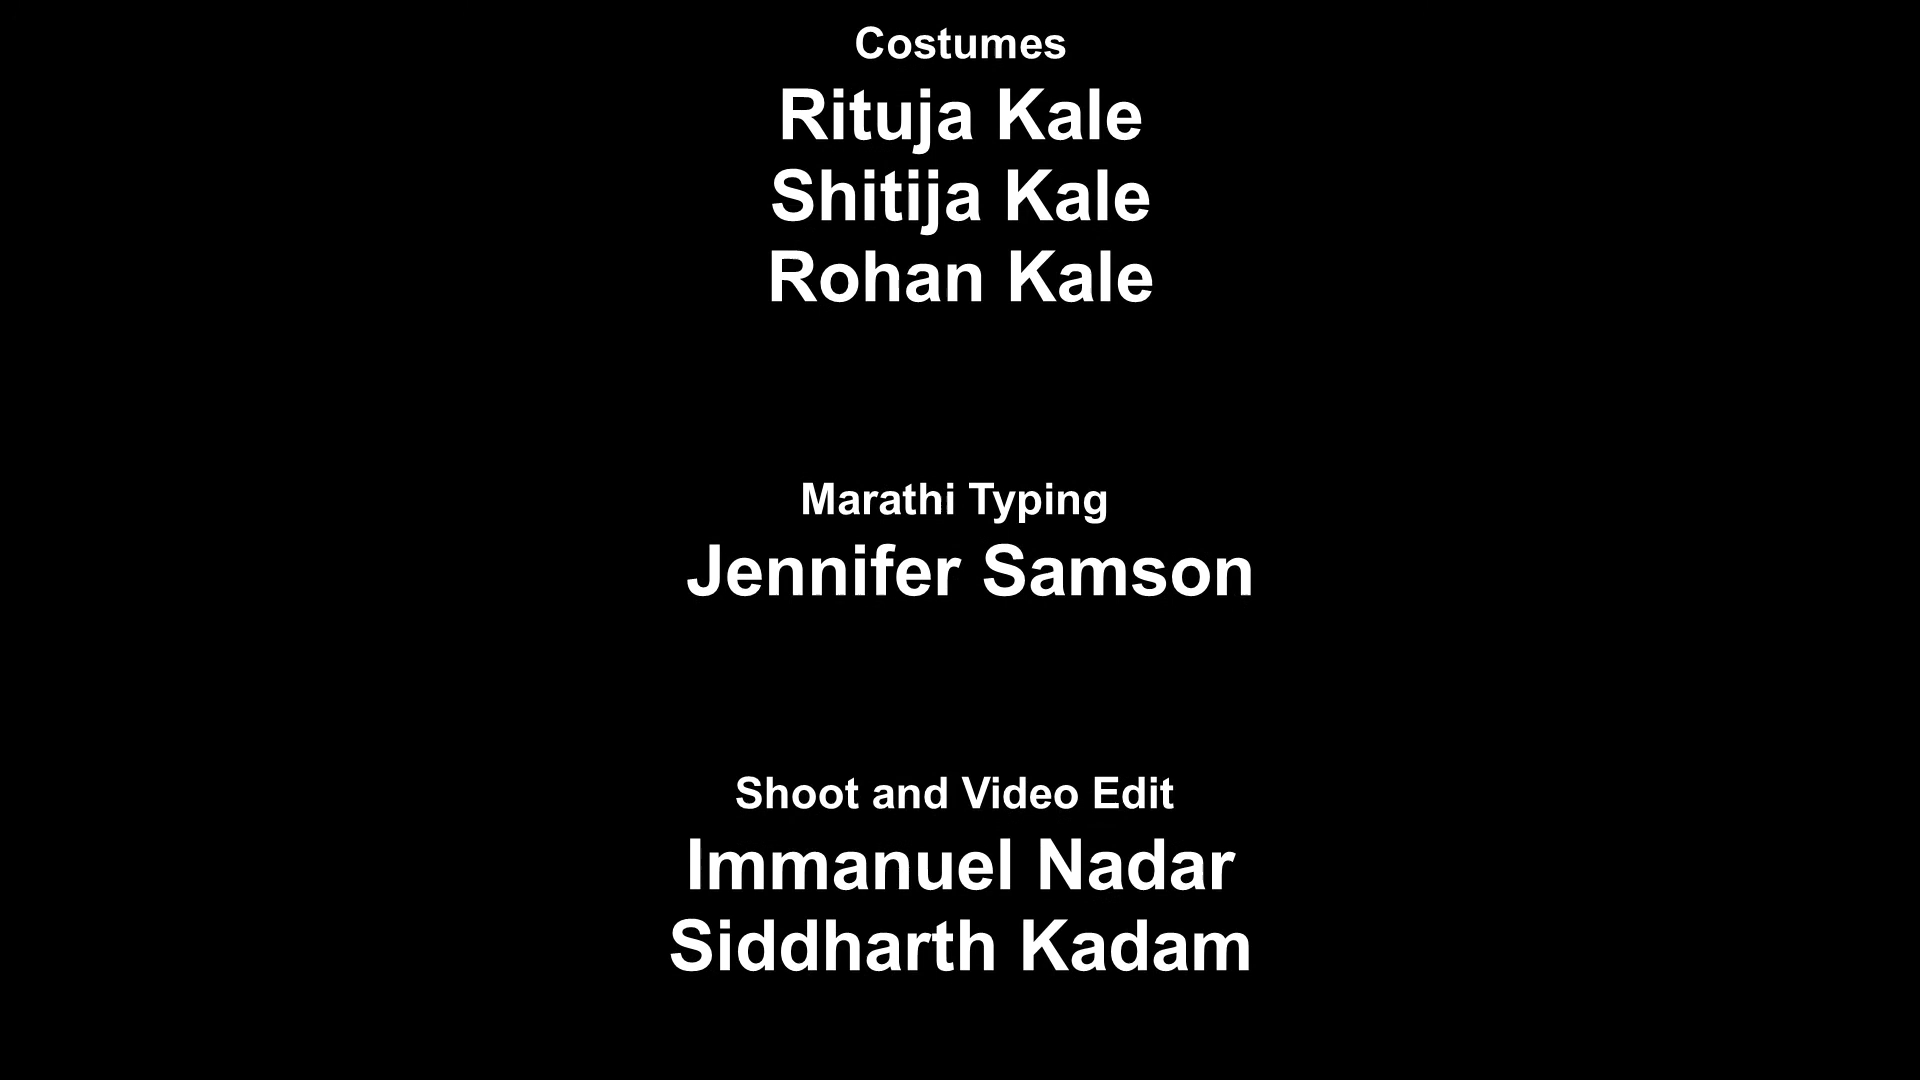 Costumes
Rituja Kale
Shitija Kale
Rohan Kale
Marathi Typing
Jennifer Samson
Shoot and Video Edit
Immanuel Nadar
Siddharth Kadam